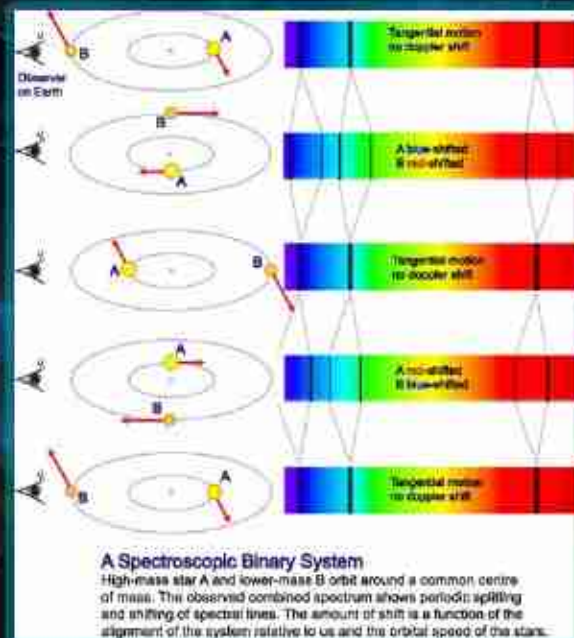 B
A
Tangential motion
no doppler shift
Observer
on Earth
B
A
A blue-shifted
B red-shifted
A
B
Tangential motion
no doppler shift
A
B
A red-shifted
B blue-shifted
B
A
Tangential motion
no doppler shift
A Spectroscopic Binary System
High-mass star A and lower-mass B orbit around a common centre
of mass. The observed combined spectrum shows periodic splitting
and shifting of spectral lines. The amount of shift is a function of the
alignment of the system relative to us and the orbital speed of the stars.